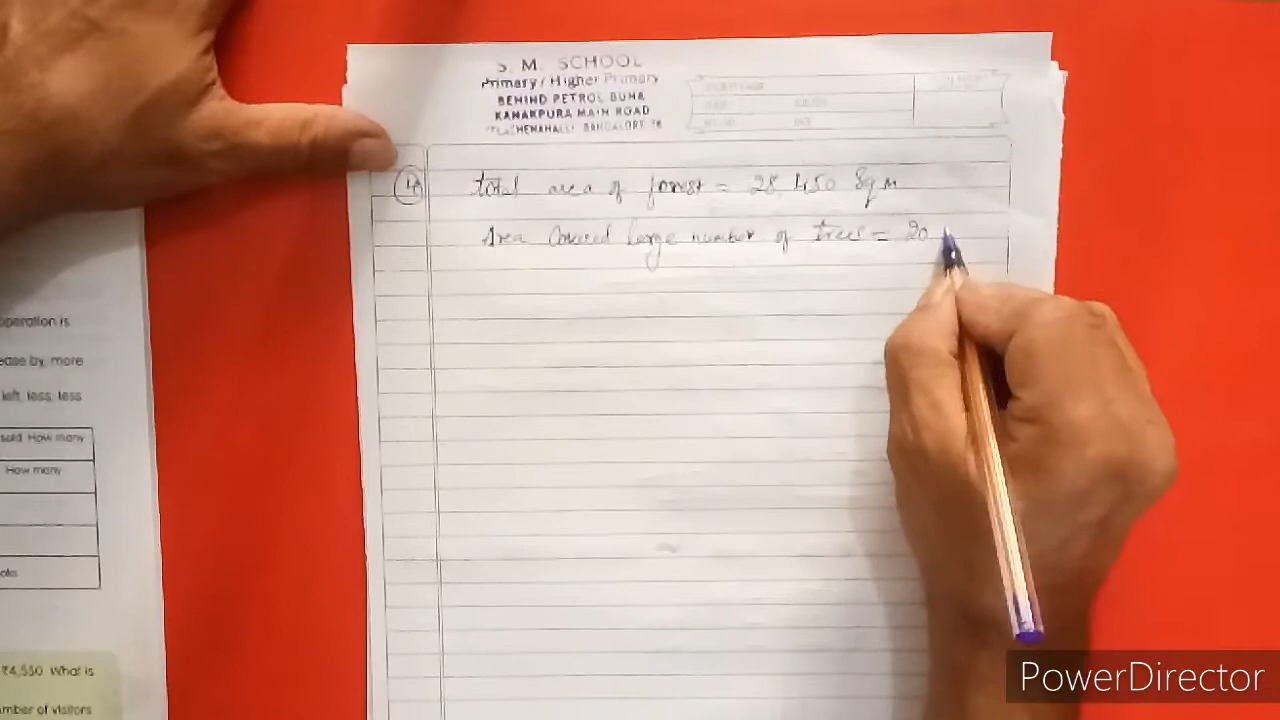 S. M. SCHOOL
Primary / Higher Primary
BEHIND PETROL BUNK
KANAKPURA MAIN ROAD
BANGALORE
4 Total area of forest = 28,450 Sq m
Area Covered large number of trees = 20
operation is
ease by, more
left, less, less
sold. How many
How many
₹4,550. What is
number of visitors
PowerDirector